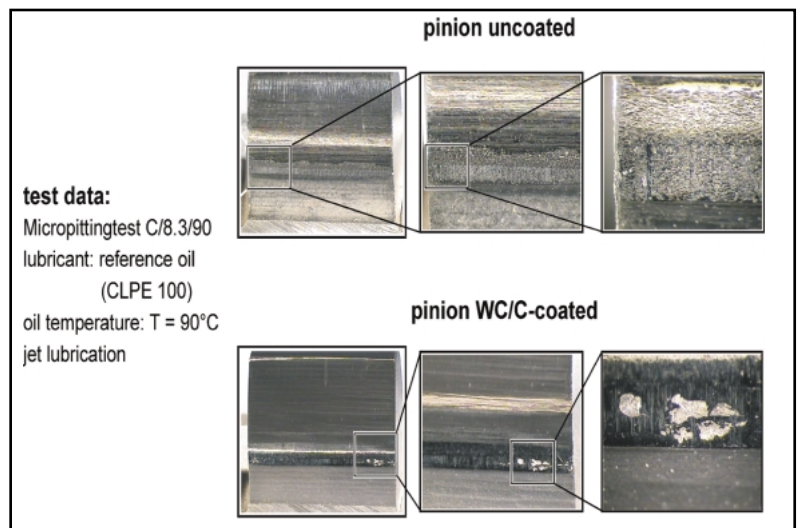 pinion uncoated
test data:
Micropittingtest C/8.3/90
lubricant: reference oil
(CLPE 100)
oil temperature: T = 90°C
jet lubrication
pinion WC/C-coated